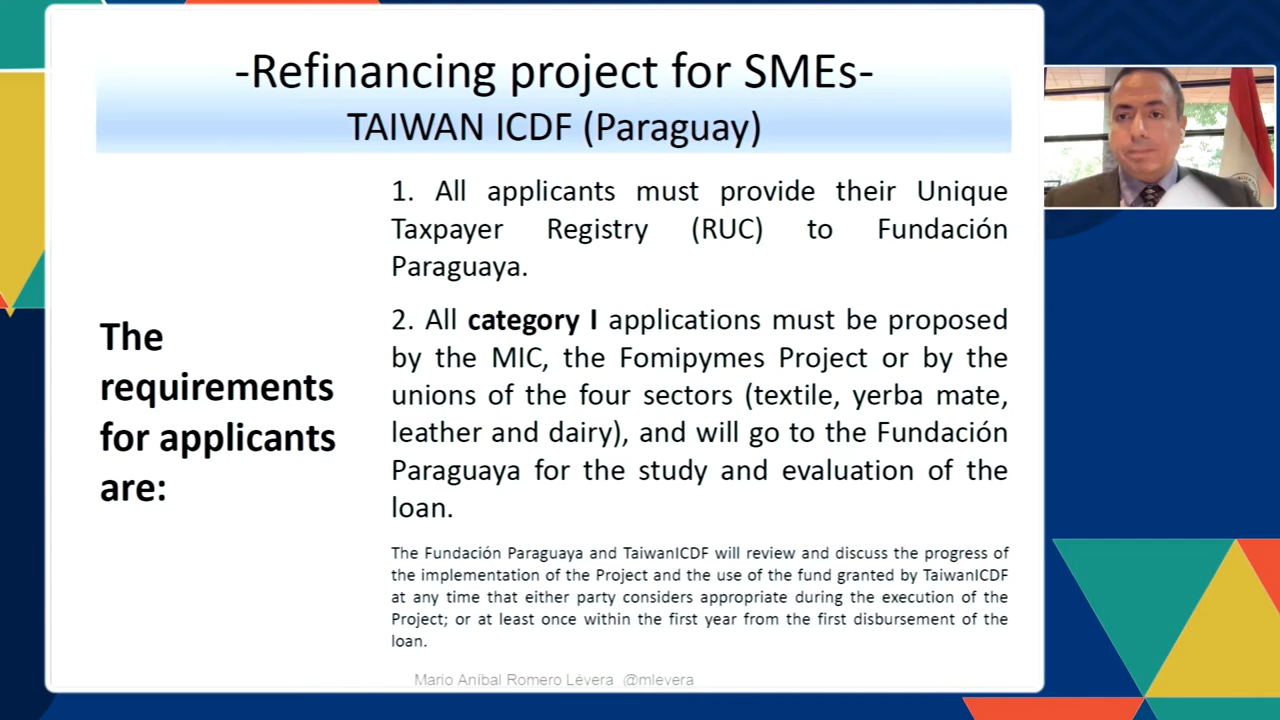 -Refinancing project for SMEs-
TAIWAN ICDF (Paraguay)
The
requirements
for applicants
are:
1. All applicants must provide their Unique
Taxpayer Registry (RUC) to Fundación
Paraguaya.
2. All category I applications must be proposed
by the MIC, the Fomipymes Project or by the
unions of the four sectors (textile, yerba mate,
leather and dairy), and will go to the Fundación
Paraguaya for the study and evaluation of the
loan.
The Fundación Paraguaya and TaiwanICDF will review and discuss the progress of
the implementation of the Project and the use of the fund granted by TaiwanICDF
at any time that either party considers appropriate during the execution of the
Project; or at least once within the first year from the first disbursement of the
loan.
Mario Aníbal Romero Lévera @mlevera